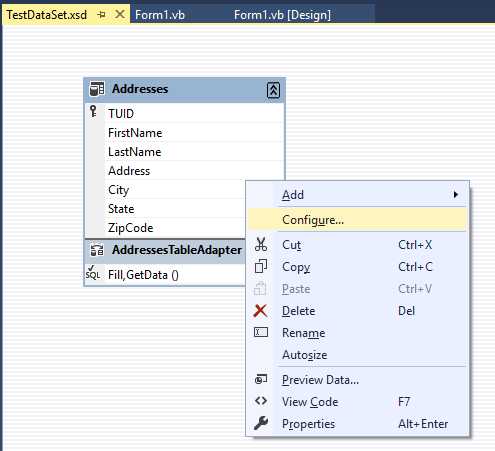 TestDataSet.xsd Form1.vb Form1.vb [Design]
Addresses
TUID
FirstName
LastName
Address
City
State
ZipCode
AddressesTableAdapter
SQL Fill,GetData ()
Add
Configure...
Cut Ctrl+X
Copy Ctrl+C
Paste Ctrl+V
Delete Del
Rename
Autosize
Preview Data...
View Code F7
Properties Alt+Enter